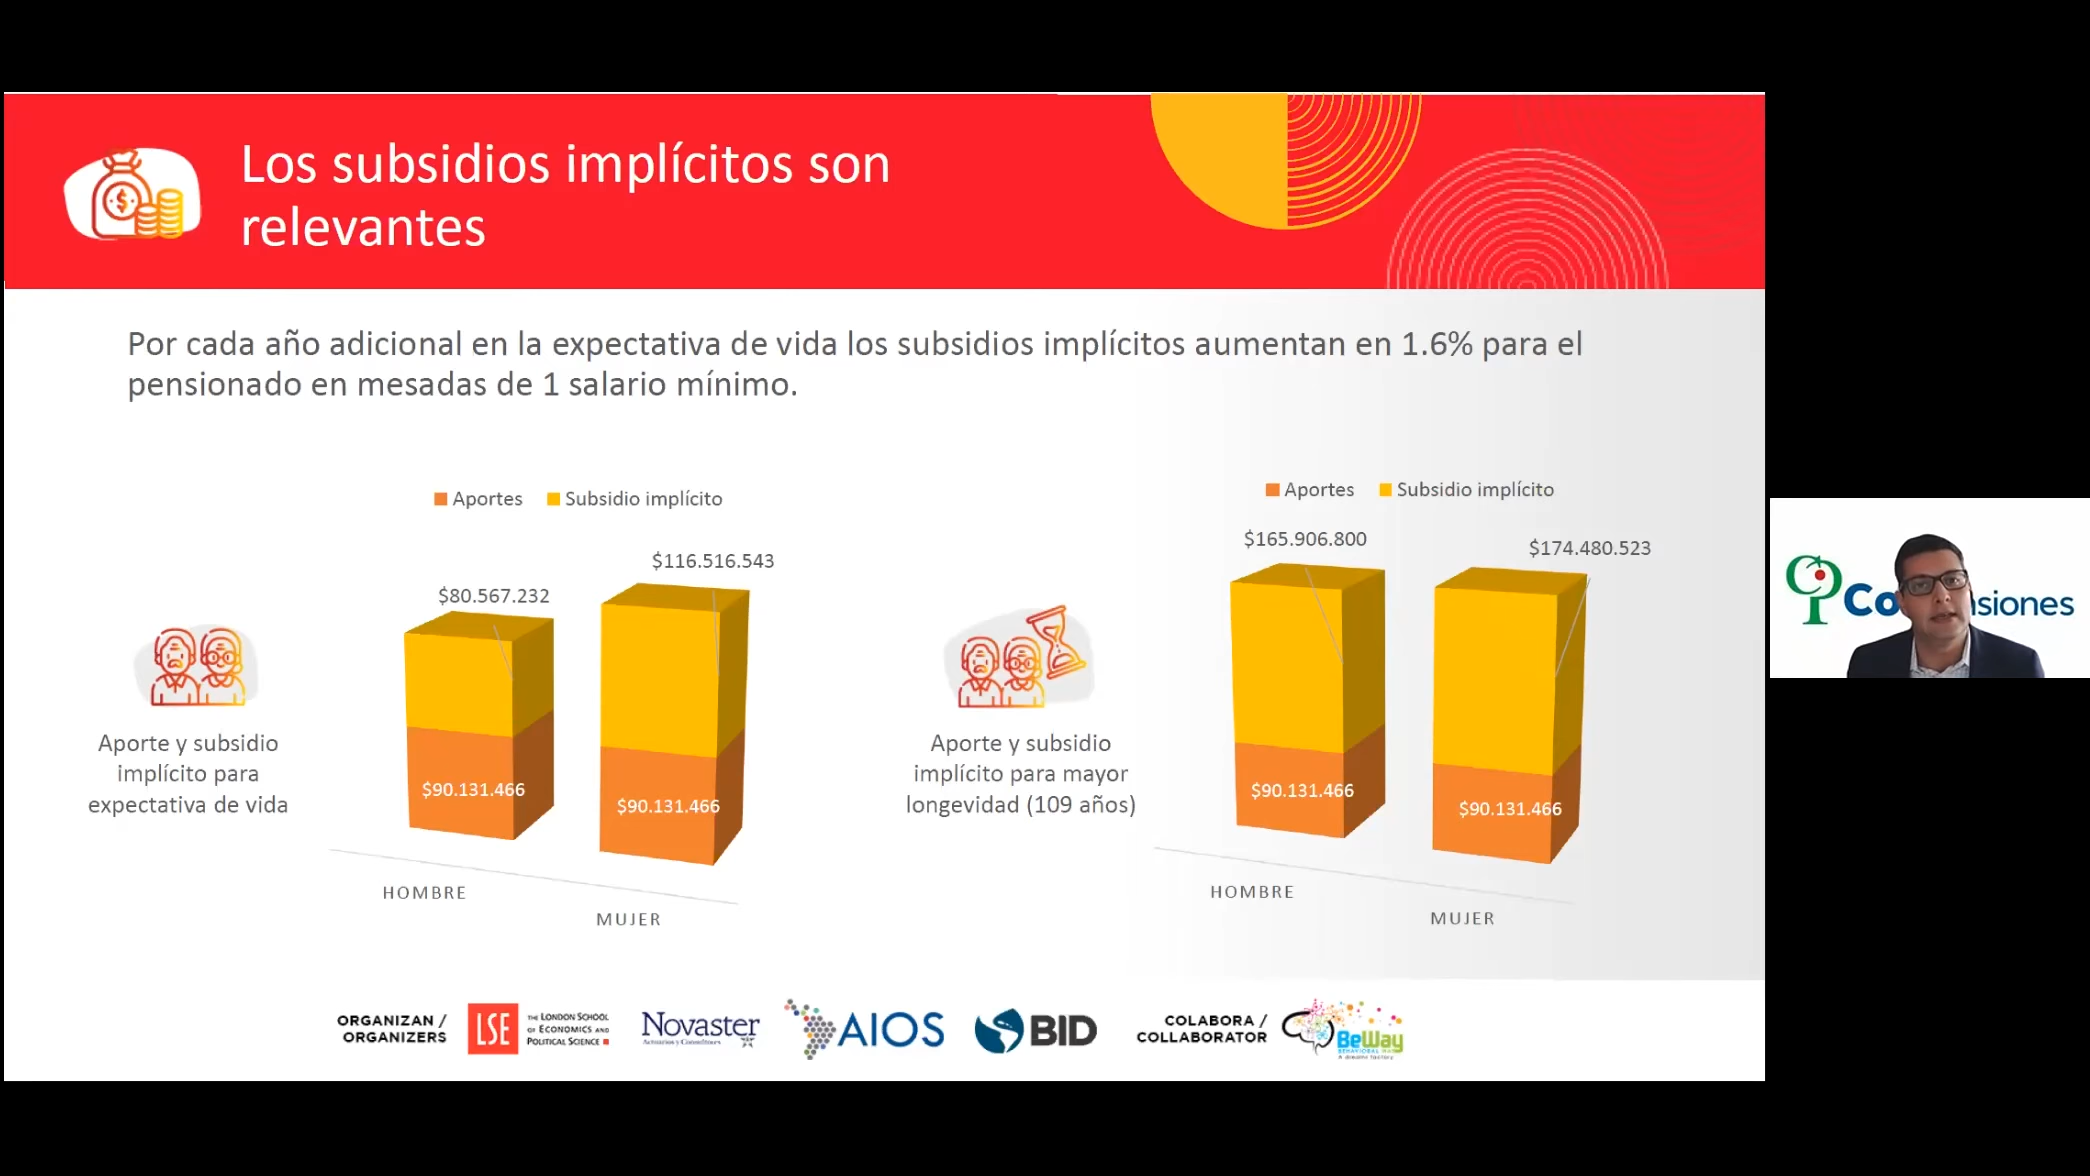 Los subsidios implícitos son
relevantes
Por cada año adicional en la expectativa de vida los subsidios implícitos aumentan en 1.6% para el
pensionado en mesadas de 1 salario mínimo.
Aporte y subsidio
implícito para
expectativa de vida
Aportes Subsidio implícito
$80.567.232
$116.516.543
$90.131.466
$90.131.466
HOMBRE
MUJER
Aporte y subsidio
implícito para mayor
longevidad (109 años)
Aportes Subsidio implícito
$165.906.800
$174.480.523
$90.131.466
$90.131.466
HOMBRE
MUJER
ORGANIZAN /
ORGANIZERS
LSE
THE LONDON SCHOOL
OF ECONOMICS AND
POLITICAL SCIENCE
Novaster
Actuarios y Consultores
AIOS
BID
COLABORA /
COLLABORATOR
BeWay
Co
nsiones